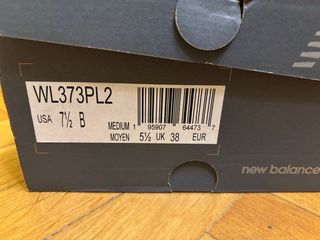 WL373PL2
USA 7½ B
MEDIUM 1 95907 64473 7
MOYEN 5½ UK 38 EUR
new balance